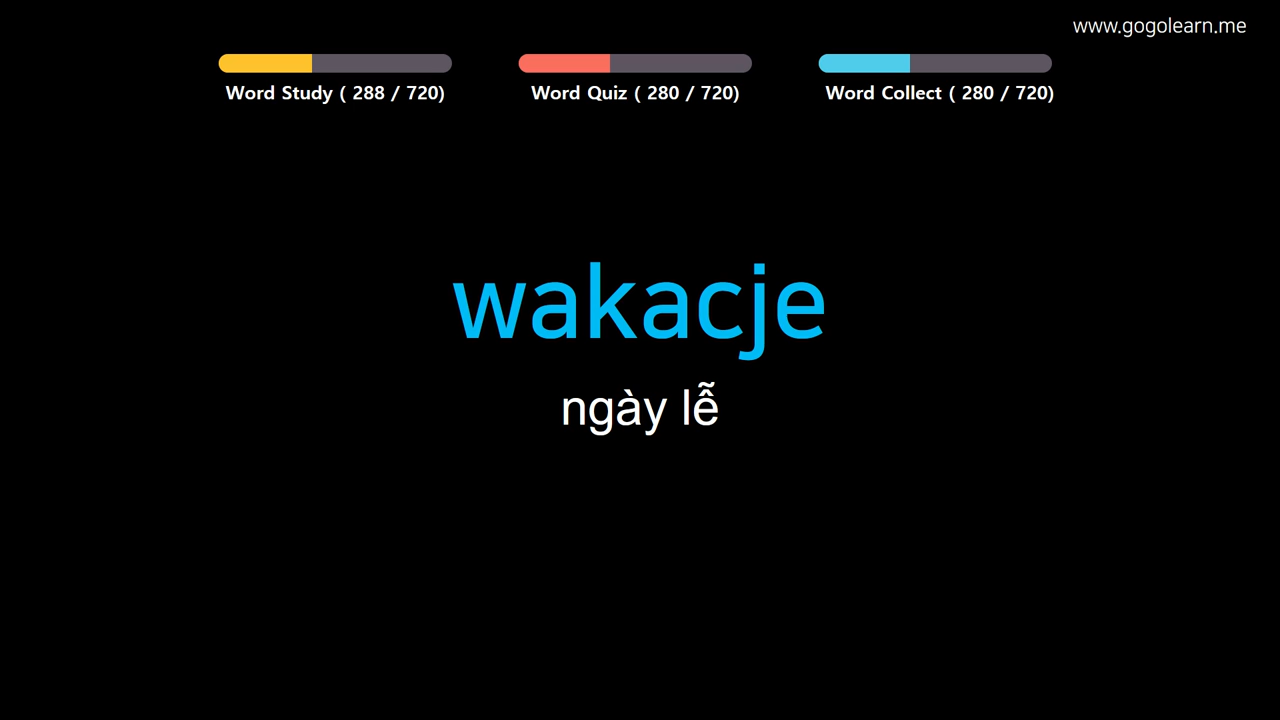 www.gogolearn.me
Word Study ( 288 / 720)
Word Quiz ( 280 / 720)
Word Collect ( 280 / 720)
wakacje
ngày lễ